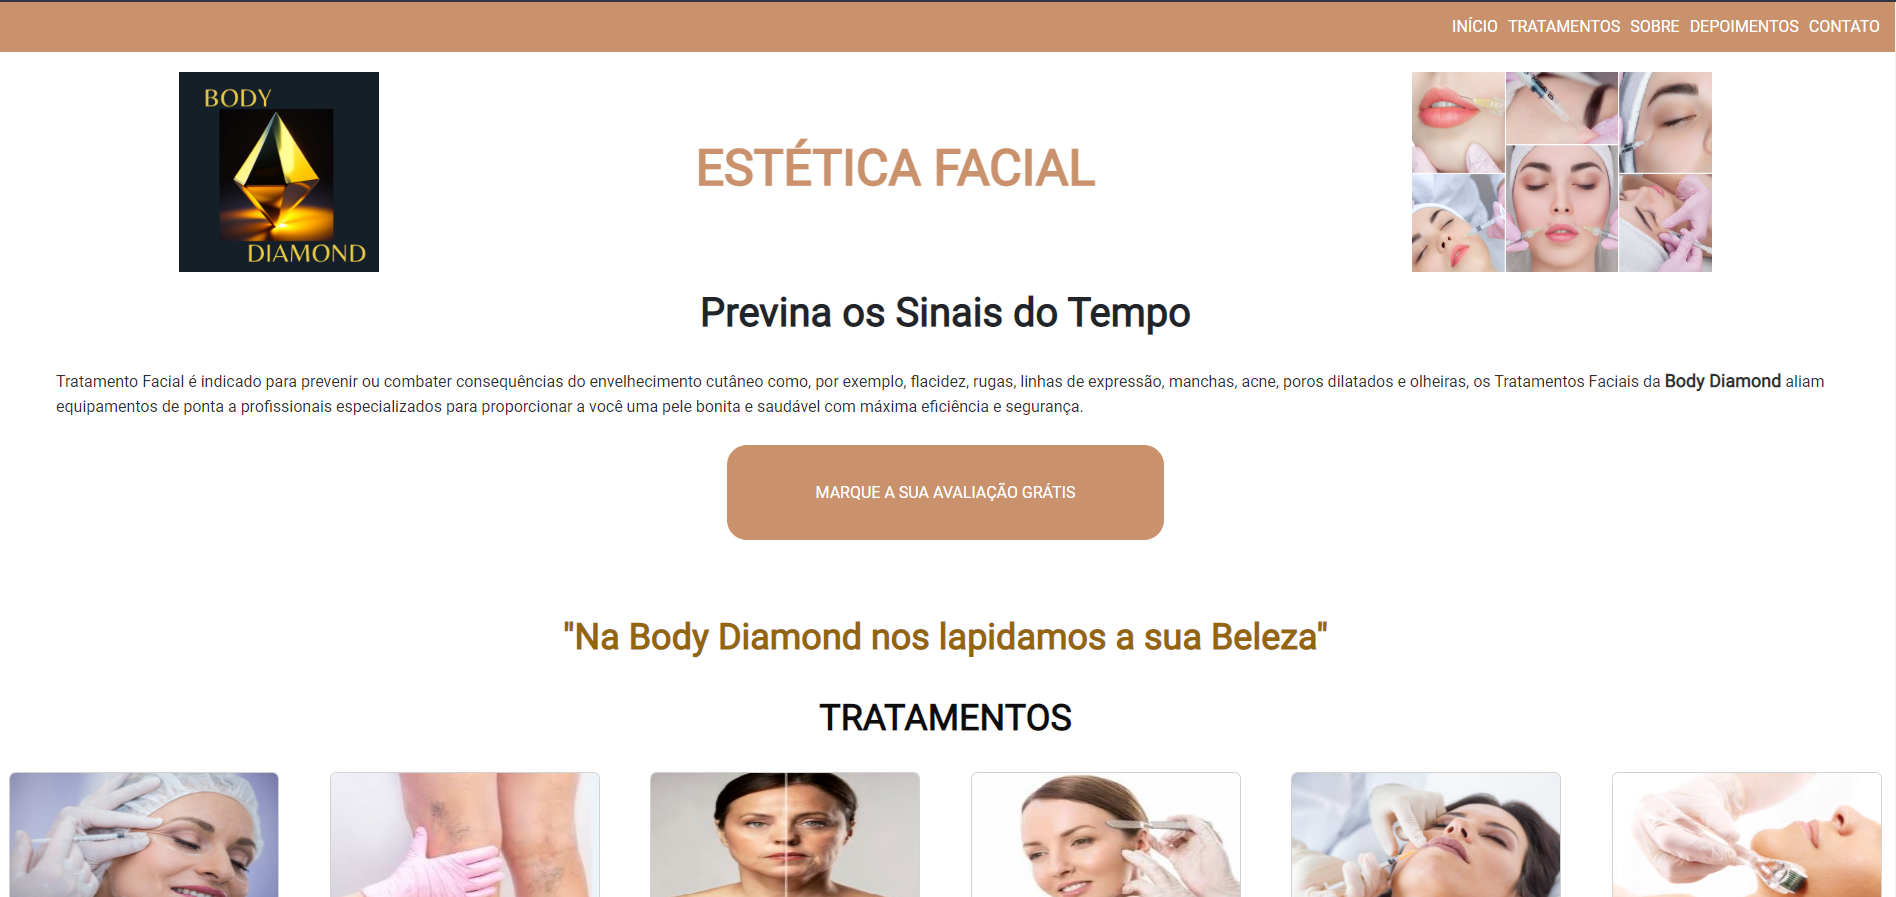 INÍCIO TRATAMENTOS SOBRE DEPOIMENTOS CONTATO
BODY
DIAMOND
ESTÉTICA FACIAL
Previna os Sinais do Tempo
Tratamento Facial é indicado para prevenir ou combater consequências do envelhecimento cutâneo como, por exemplo, flacidez, rugas, linhas de expressão, manchas, acne, poros dilatados e olheiras, os Tratamentos Faciais da Body Diamond aliam
equipamentos de ponta a profissionais especializados para proporcionar a você uma pele bonita e saudável com máxima eficiência e segurança.
MARQUE A SUA AVALIAÇÃO GRÁTIS
"Na Body Diamond nos lapidamos a sua Beleza"
TRATAMENTOS